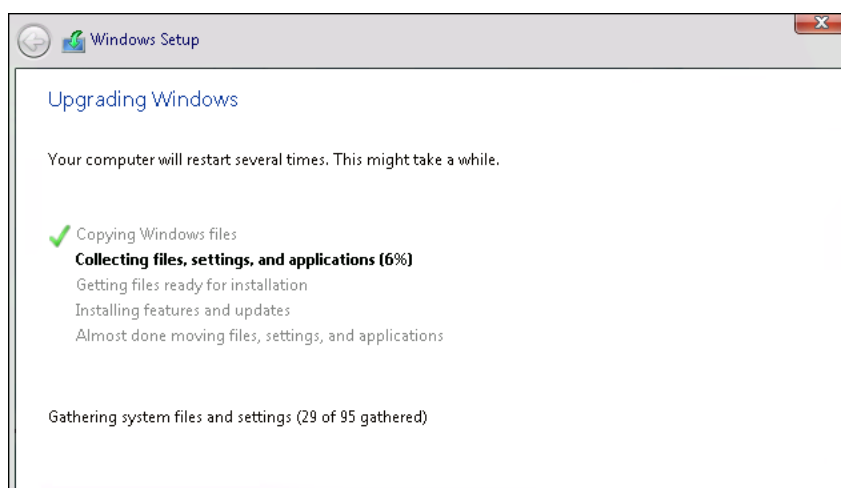 Windows Setup
Upgrading Windows
Your computer will restart several times. This might take a while.
Copying Windows files
Collecting files, settings, and applications (6%)
Getting files ready for installation
Installing features and updates
Almost done moving files, settings, and applications
Gathering system files and settings (29 of 95 gathered)